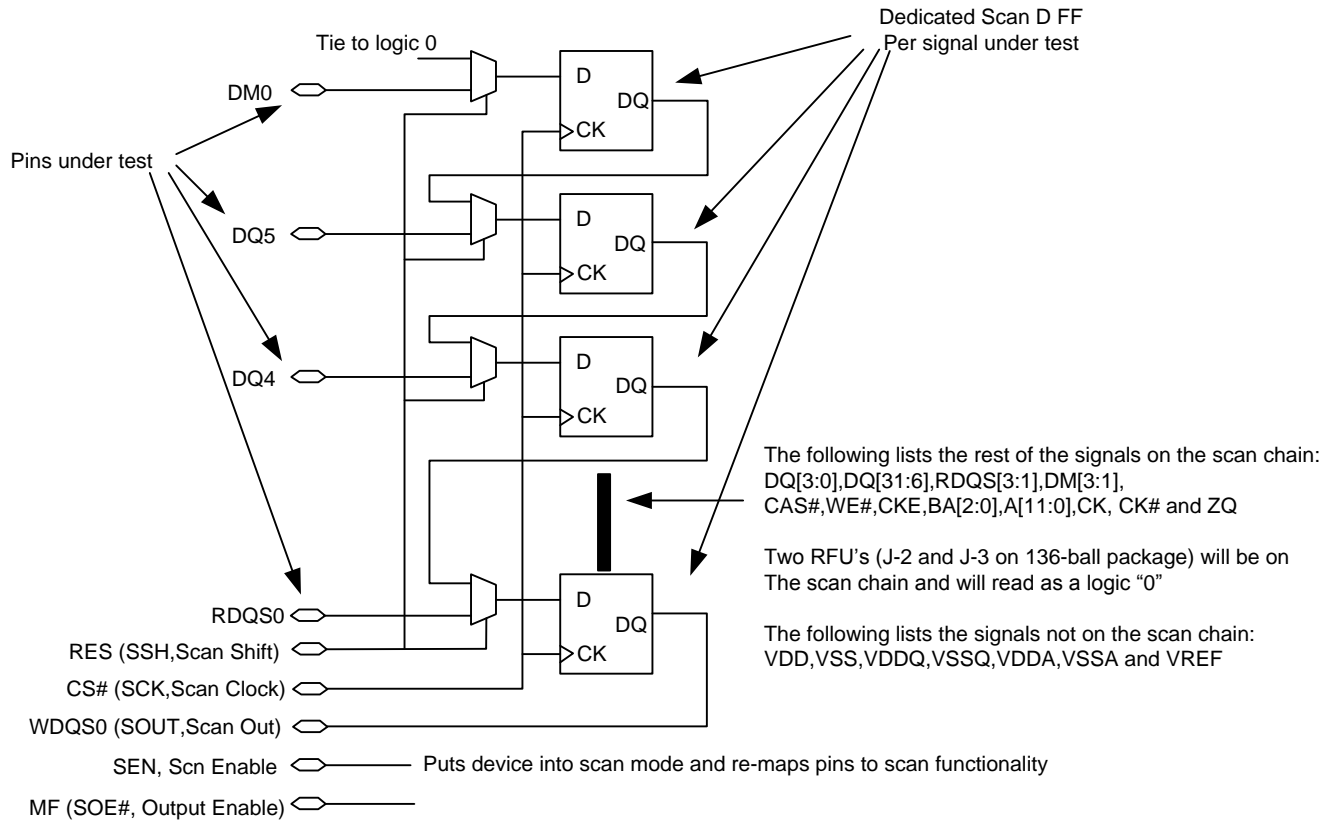 Dedicated Scan D FF
Per signal under test
Tie to logic 0
DM0
D
DQ
CK
Pins under test
DQ5
D
DQ
CK
DQ4
D
DQ
CK
The following lists the rest of the signals on the scan chain:
DQ[3:0],DQ[31:6],RDQS[3:1],DM[3:1],
CAS#,WE#,CKE,BA[2:0],A[11:0],CK, CK# and ZQ
Two RFU's (J-2 and J-3 on 136-ball package) will be on
The scan chain and will read as a logic “0”
The following lists the signals not on the scan chain:
VDD,VSS,VDDQ,VSSQ,VDDA,VSSA and VREF
D
DQ
CK
RDQS0
RES (SSH,Scan Shift)
CS# (SCK,Scan Clock)
WDQS0 (SOUT,Scan Out)
SEN, Scn Enable
Puts device into scan mode and re-maps pins to scan functionality
MF (SOE#, Output Enable)